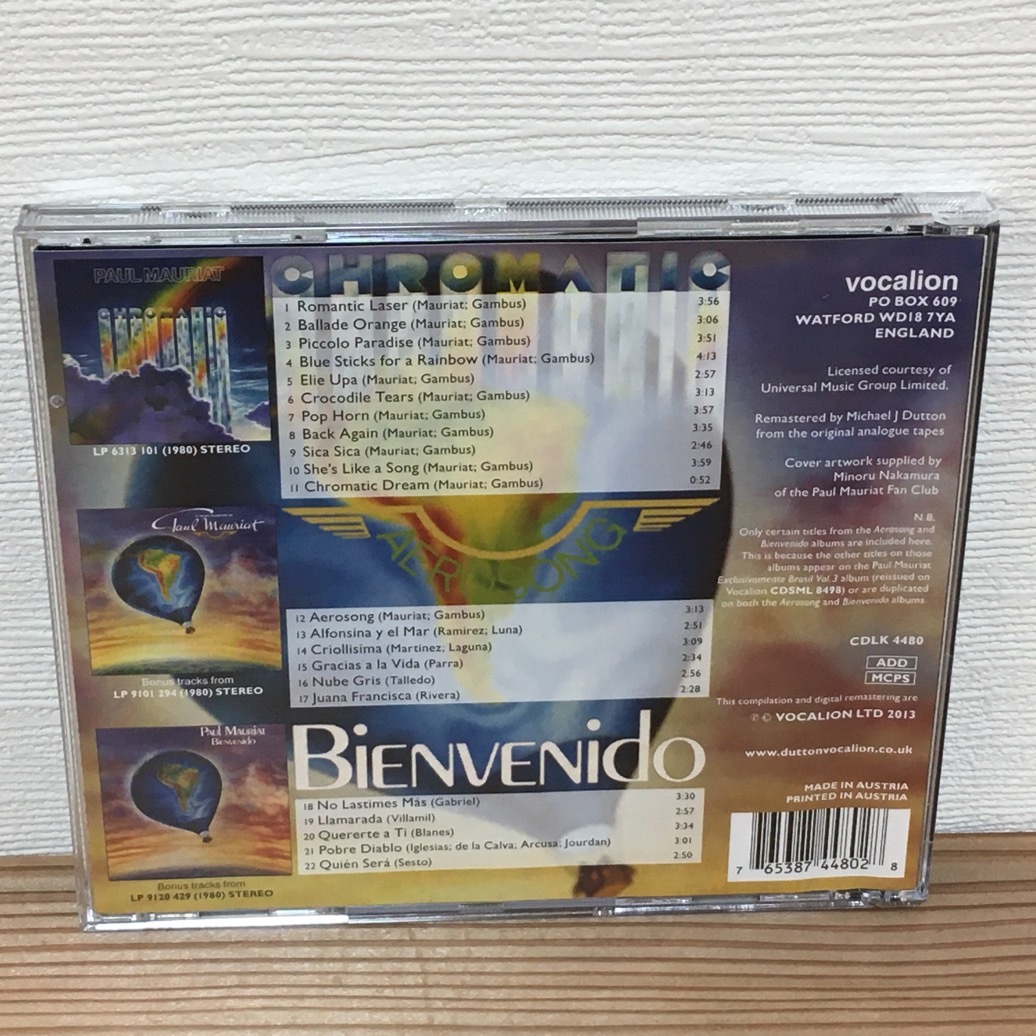 PAUL MAURIAT
CHROMATIC
LP 6313 101 (1980) STEREO
CHROMATIC
1 Romantic Laser (Mauriat; Gambus) 3:56
2 Ballade Orange (Mauriat; Gambus) 3:06
3 Piccolo Paradise (Mauriat; Gambus) 3:51
4 Blue Sticks for a Rainbow (Mauriat; Gambus) 4:13
5 Elie Upa (Mauriat; Gambus) 2:57
6 Crocodile Tears (Mauriat; Gambus) 3:13
7 Pop Horn (Mauriat; Gambus) 3:57
8 Back Again (Mauriat; Gambus) 3:35
9 Sica Sica (Mauriat; Gambus) 2:46
10 She's Like a Song (Mauriat; Gambus) 3:59
11 Chromatic Dream (Mauriat; Gambus) 0:52
Paul Mauriat
Bonus tracks from
LP 9101 294 (1980) STEREO
AEROSONG
12 Aerosong (Mauriat; Gambus) 3:13
13 Alfonsina y el Mar (Ramirez; Luna) 2:51
14 Criollisima (Martinez, Laguna) 3:09
15 Gracias a la Vida (Parra) 2:34
16 Nube Gris (Talledo) 2:56
17 Juana Francisca (Rivera) 2:28
Paul Mauriat
Bienvenido
Bonus tracks from
LP 9120 429 (1980) STEREO
BIENVENIdO
18 No Lastimes Más (Gabriel) 3:30
19 Llamarada (Villamil) 2:57
20 Quererte a Ti (Blanes) 3:34
21 Pobre Diablo (Iglesias; de la Calva; Arcusa; Jourdan) 3:01
22 Quién Será (Sesto) 2:50
vocalion
PO BOX 609
WATFORD WD18 7YA
ENGLAND
Licensed courtesy of
Universal Music Group Limited.
Remastered by Michael J Dutton
from the original analogue tapes
Cover artwork supplied by
Minoru Nakamura
of the Paul Mauriat Fan Club
N.B.
Only certain titles from the Aerosong and
Bienvenido albums are included here.
This is because the other titles on those
albums appear on the Paul Mauriat
Exclusivamente Brasil Vol 3 album (reissued on
Vocalion CDSML 8498) or are duplicated
on both the Aerosong and Bienvenido albums
CDLK 4480
ADD
MCPS
This compilation and digital remastering are
℗ © VOCALION LTD 2013
www.duttonvocalion.co.uk
MADE IN AUSTRIA
PRINTED IN AUSTRIA
7 65387 44802 8